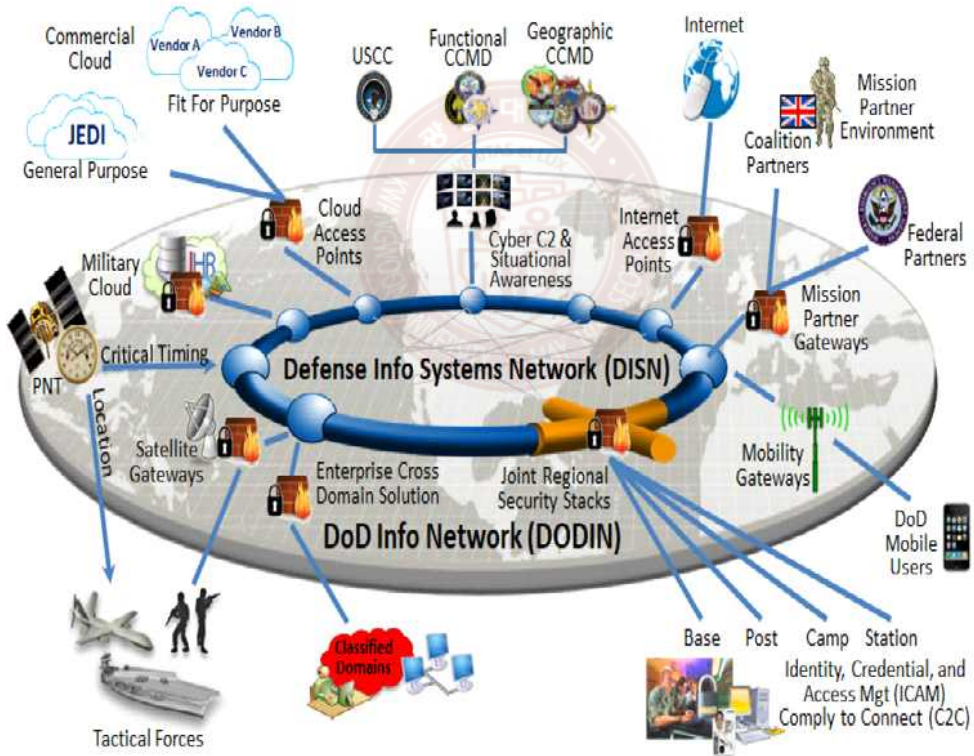 Commercial
Cloud
Vendor A
Vendor B
Vendor C
Fit For Purpose
JEDI
General Purpose
USCC
Functional
CCMD
Geographic
CCMD
Internet
Mission
Partner
Environment
Coalition
Partners
Federal
Partners
Cloud
Access
Points
Cyber C2 &
Situational
Awareness
Internet
Access
Points
Military
Cloud
Mission
Partner
Gateways
PNT
Critical Timing
Location
Defense Info Systems Network (DISN)
Satellite
Gateways
Enterprise Cross
Domain Solution
Joint Regional
Security Stacks
Mobility
Gateways
DoD Info Network (DODIN)
DoD
Mobile
Users
Tactical Forces
Classified
Domains
Base
Post
Camp
Station
Identity, Credential, and
Access Mgt (ICAM)
Comply to Connect (C2C)